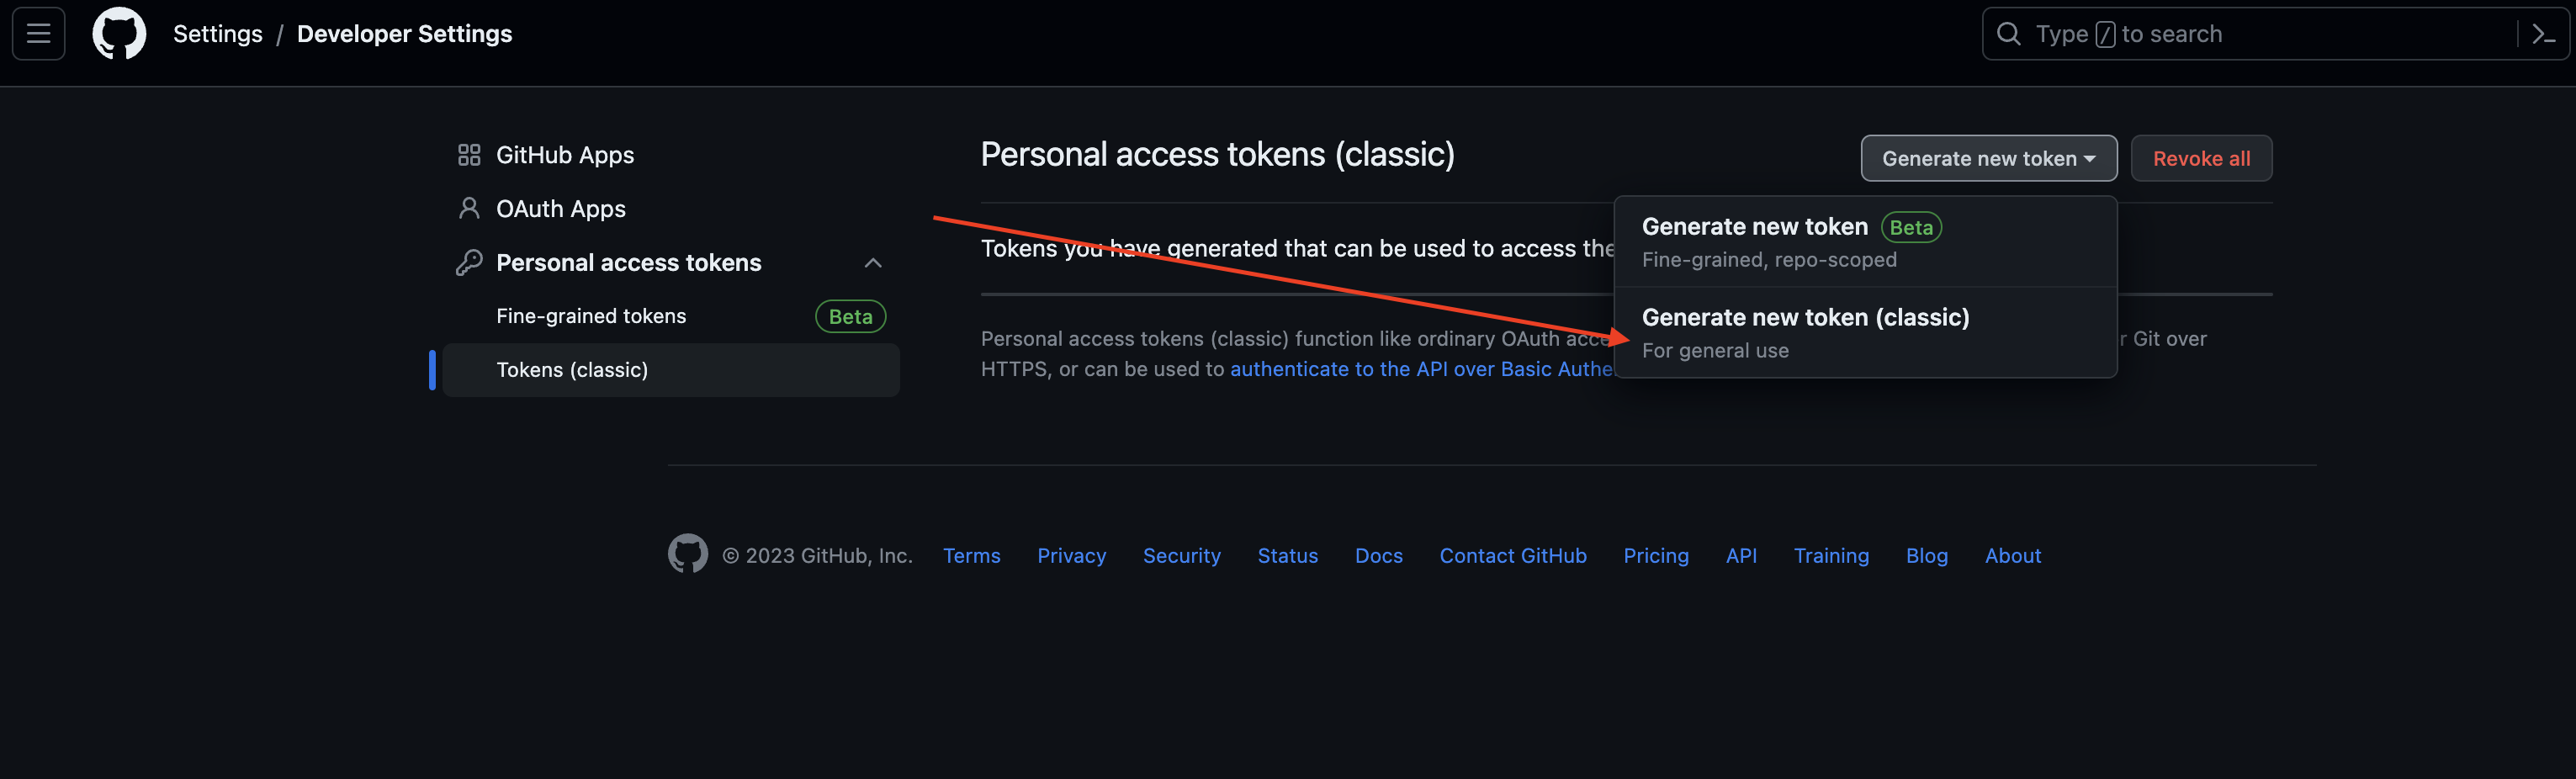 Settings / Developer Settings
Type / to search
GitHub Apps
OAuth Apps
Personal access tokens
Fine-grained tokens Beta
Tokens (classic)
Personal access tokens (classic)
Generate new token
Revoke all
Tokens you have generated that can be used to access the
Personal access tokens (classic) function like ordinary OAuth acce
r Git over
HTTPS, or can be used to authenticate to the API over Basic Authe
Generate new token Beta
Fine-grained, repo-scoped
Generate new token (classic)
For general use
© 2023 GitHub, Inc. Terms Privacy Security Status Docs Contact GitHub Pricing API Training Blog About